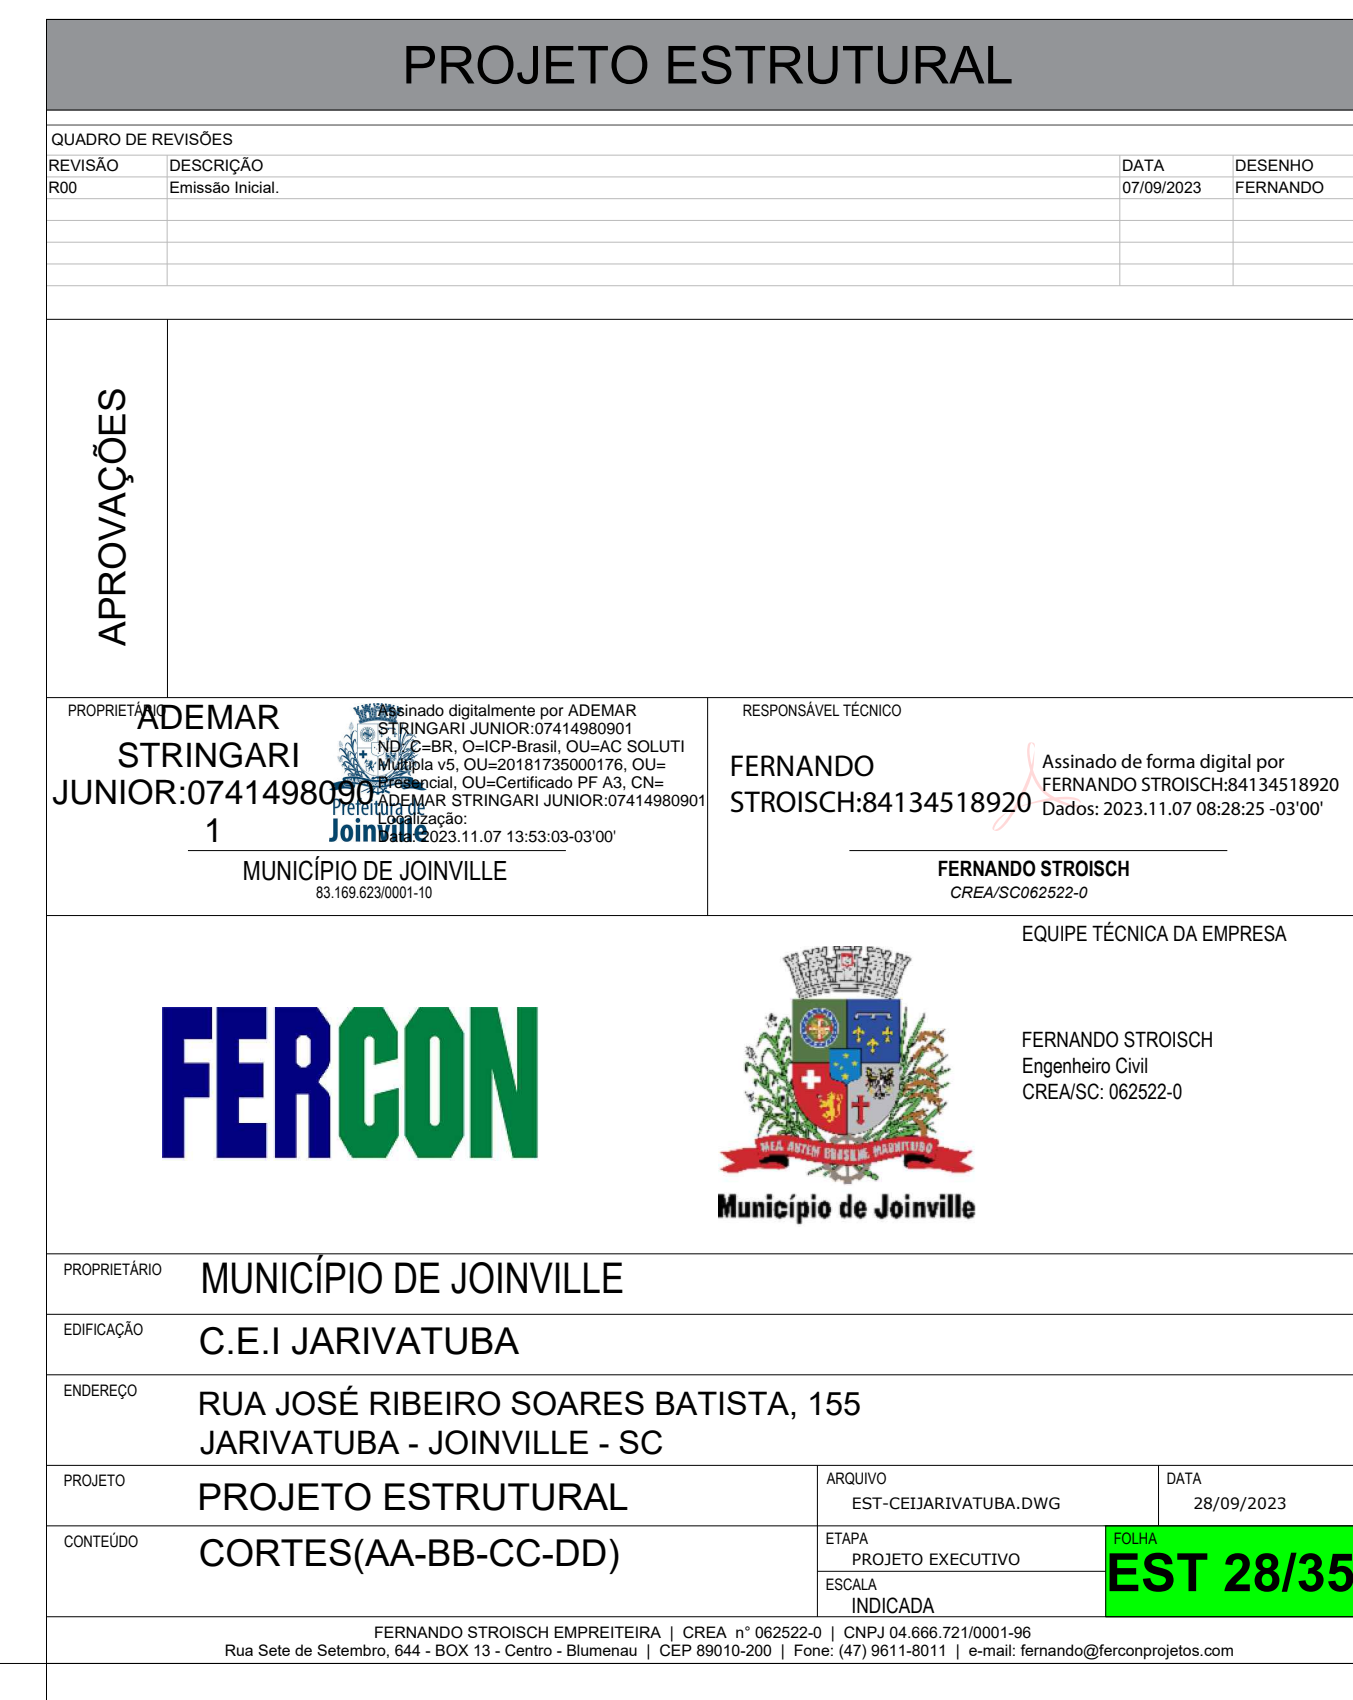 PROJETO ESTRUTURAL
QUADRO DE REVISÕES
REVISÃO DESCRIÇÃO DATA DESENHO
R00 Emissão Inicial. 07/09/2023 FERNANDO
APROVAÇÕES
PROPRIETÁRIO
ADEMAR
STRINGARI
JUNIOR:0741498090
1
Prefeitura de
Joinville
Assinado digitalmente por ADEMAR
STRINGARI JUNIOR:07414980901
ND: C=BR, O=ICP-Brasil, OU=AC SOLUTI
Multipla v5, OU=20181735000176, OU=
Presencial, OU=Certificado PF A3, CN=
ADEMAR STRINGARI JUNIOR:07414980901
Localização:
Data: 2023.11.07 13:53:03-03'00'
MUNICÍPIO DE JOINVILLE
83.169.623/0001-10
RESPONSÁVEL TÉCNICO
FERNANDO
STROISCH:84134518920
Assinado de forma digital por
FERNANDO STROISCH:84134518920
Dados: 2023.11.07 08:28:25 -03'00'
FERNANDO STROISCH
CREA/SC062522-0
FERCON
MEA AUTEM BRASILIAE MAGNITUDO
Município de Joinville
EQUIPE TÉCNICA DA EMPRESA
FERNANDO STROISCH
Engenheiro Civil
CREA/SC: 062522-0
PROPRIETÁRIO MUNICÍPIO DE JOINVILLE
EDIFICAÇÃO C.E.I JARIVATUBA
ENDEREÇO RUA JOSÉ RIBEIRO SOARES BATISTA, 155
JARIVATUBA - JOINVILLE - SC
PROJETO PROJETO ESTRUTURAL
ARQUIVO
EST-CEIJARIVATUBA.DWG
DATA
28/09/2023
CONTEÚDO CORTES(AA-BB-CC-DD)
ETAPA
PROJETO EXECUTIVO
ESCALA
INDICADA
FOLHA
EST 28/35
FERNANDO STROISCH EMPREITEIRA | CREA n° 062522-0 | CNPJ 04.666.721/0001-96
Rua Sete de Setembro, 644 - BOX 13 - Centro - Blumenau | CEP 89010-200 | Fone: (47) 9611-8011 | e-mail: fernando@ferconprojetos.com